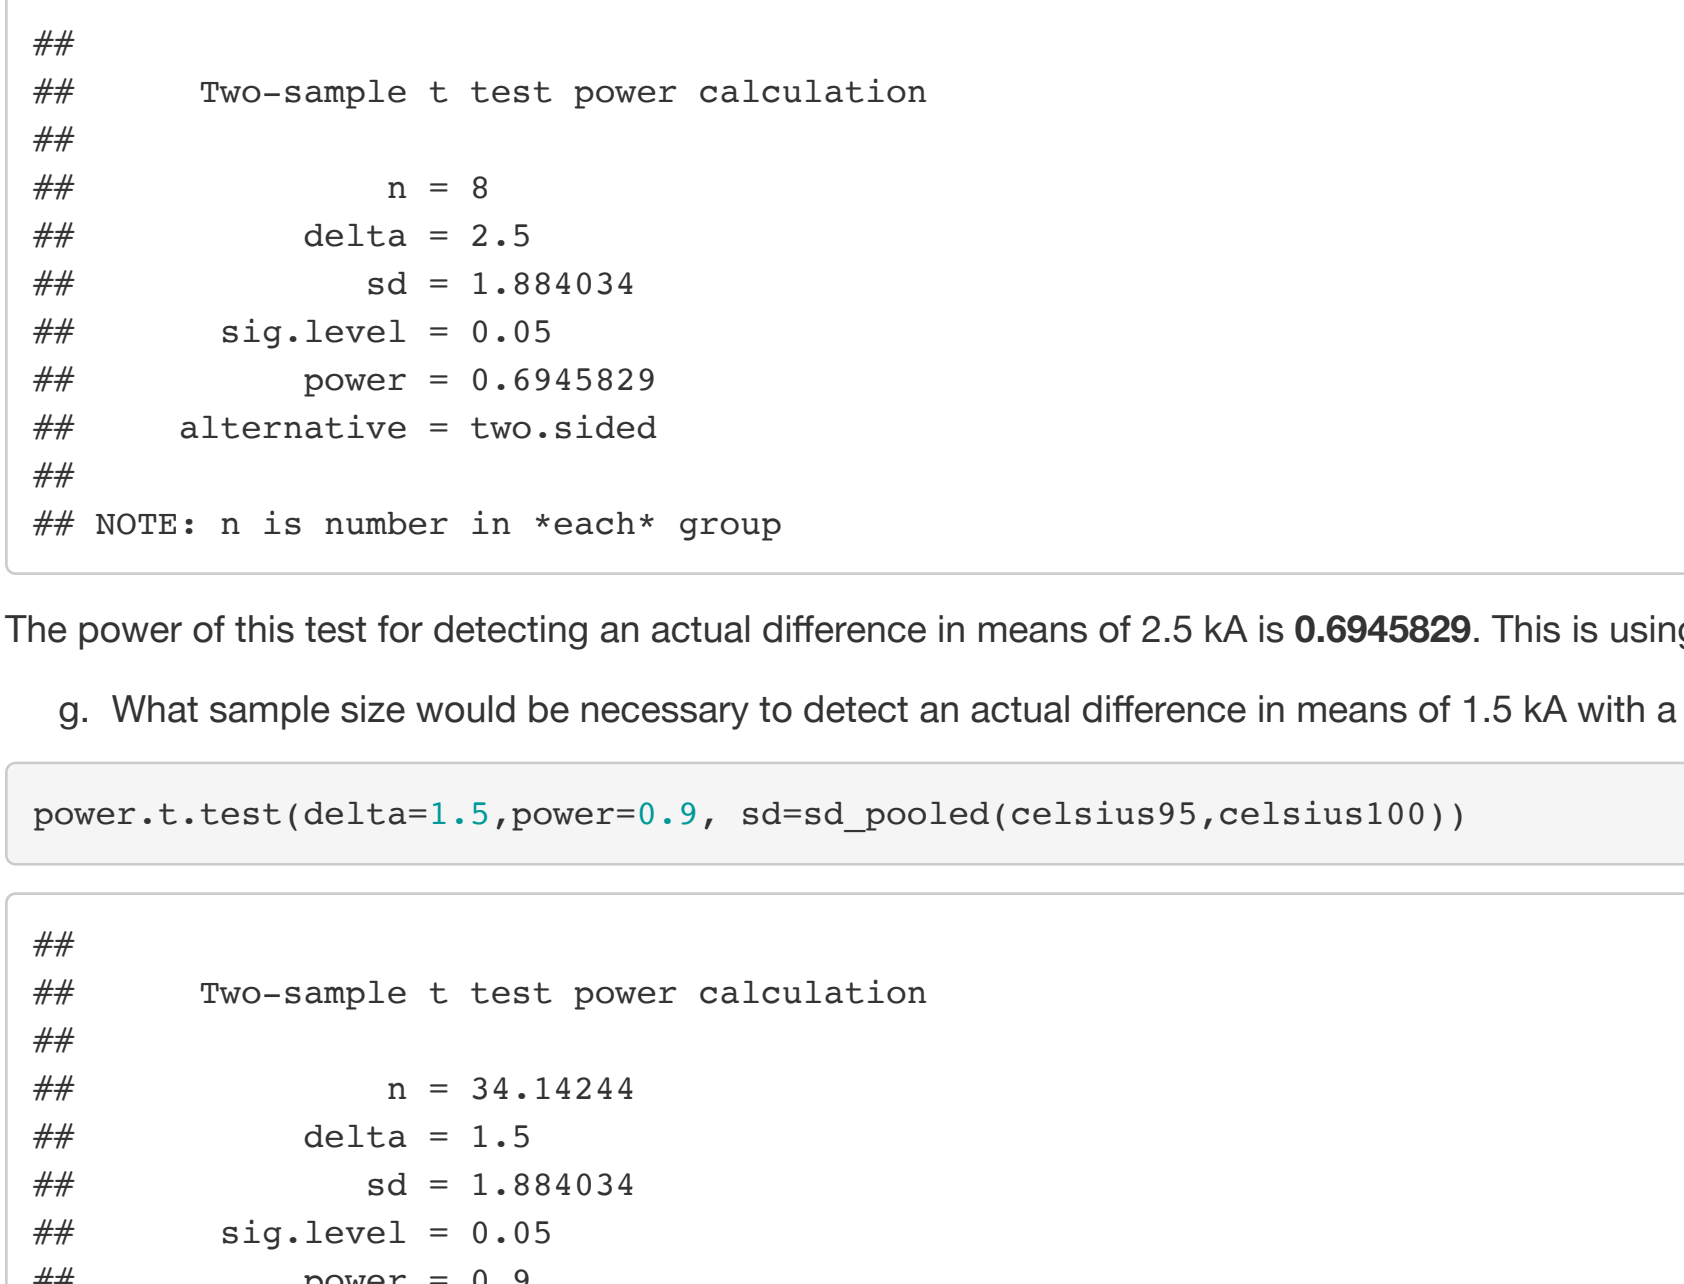 ##
##      Two-sample t test power calculation
##
##               n = 8
##           delta = 2.5
##              sd = 1.884034
##       sig.level = 0.05
##           power = 0.6945829
##     alternative = two.sided
##
## NOTE: n is number in *each* group
The power of this test for detecting an actual difference in means of 2.5 kA is 0.6945829. This is using
g. What sample size would be necessary to detect an actual difference in means of 1.5 kA with a
power.t.test(delta=1.5,power=0.9, sd=sd_pooled(celsius95,celsius100))
##
##      Two-sample t test power calculation
##
##               n = 34.14244
##           delta = 1.5
##              sd = 1.884034
##       sig.level = 0.05
##           power = 0.9